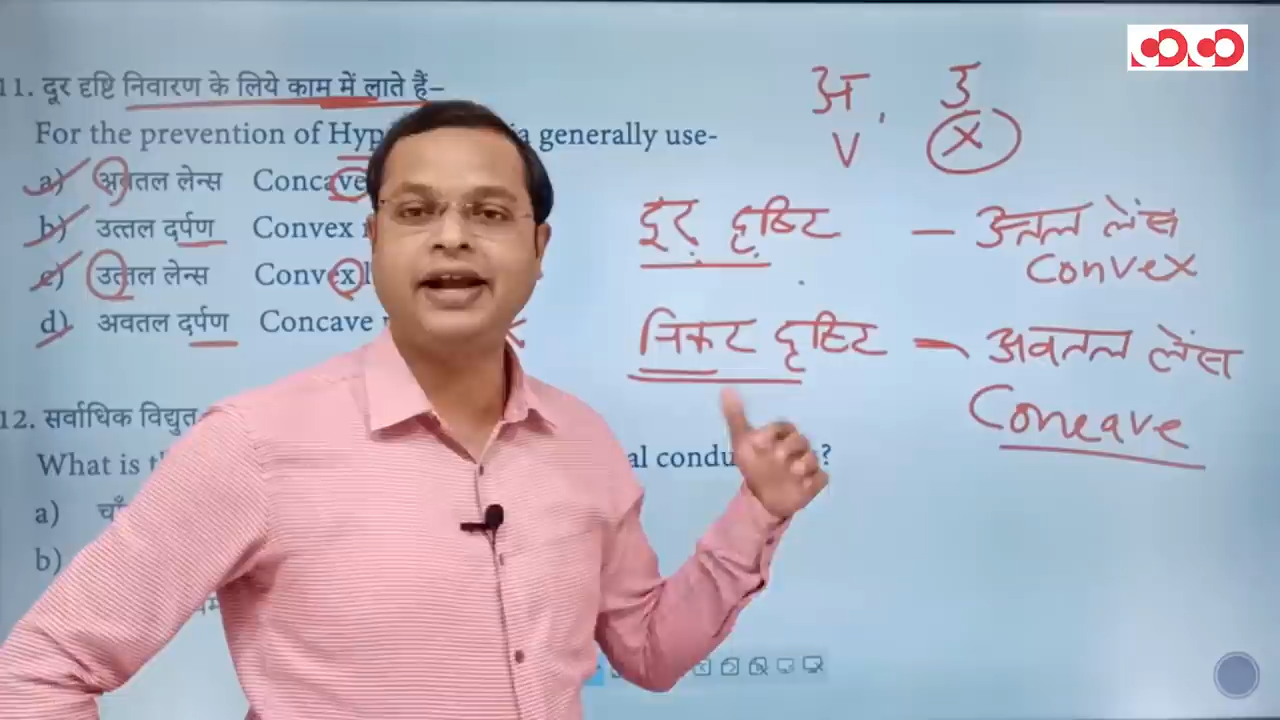 11. दूर दृष्टि निवारण के लिये काम में लाते हैं–
For the prevention of Hyp a generally use-
a) अवतल लेन्स Concave
b) उत्तल दर्पण Convex
c) उत्तल लेन्स Convex l
d) अवतल दर्पण Concave
12. सर्वाधिक विद्युत
What is al condu ?
a)
b)
अ , उ
V X
दूर दृष्टि – उत्तल लेंस
Convex
निकट दृष्टि – अवतल लेंस
Concave